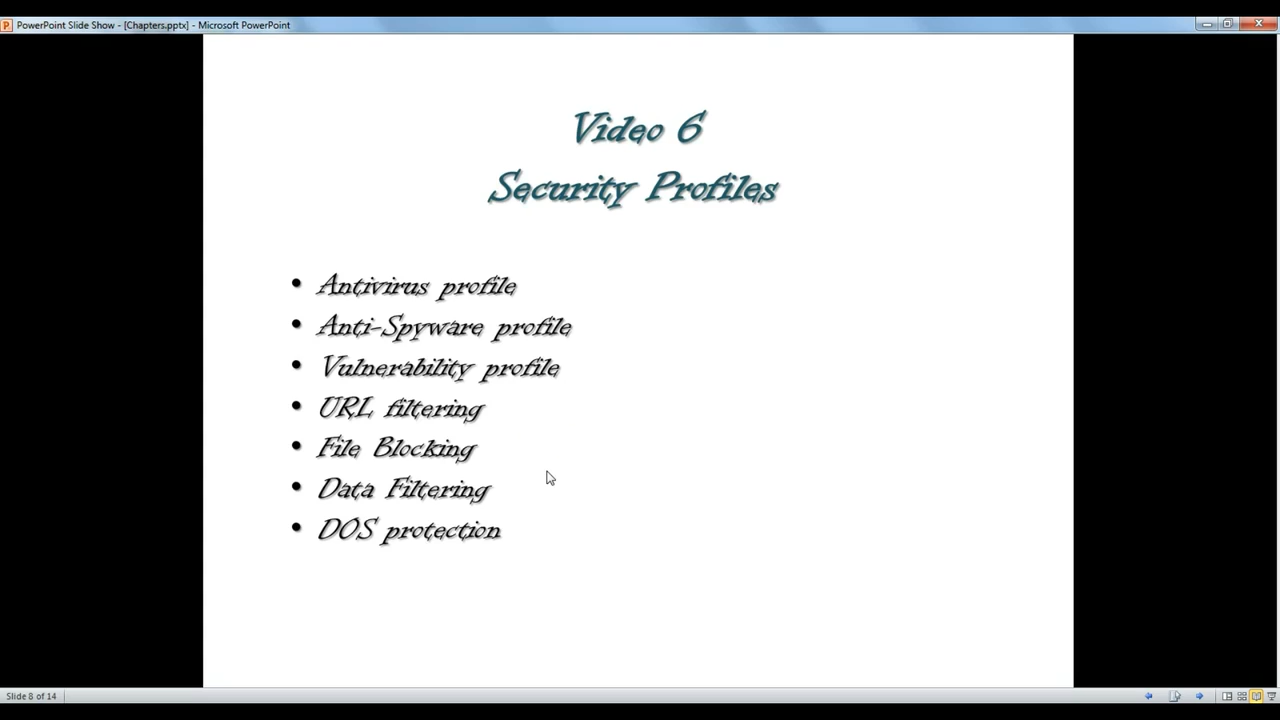 PowerPoint Slide Show - [Chapters.pptx] - Microsoft PowerPoint
Video 6
Security Profiles
• Antivirus profile
• Anti-Spyware profile
• Vulnerability profile
• URL filtering
• File Blocking
• Data Filtering
• DOS protection
Slide 8 of 14